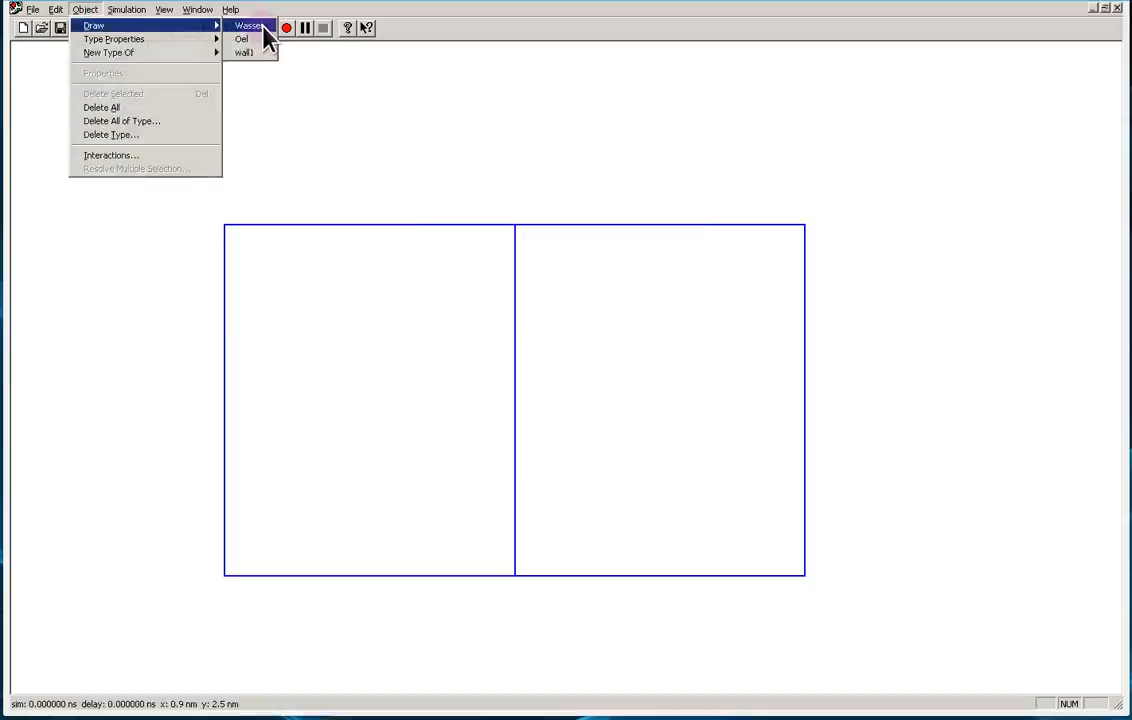 File Edit Object Simulation View Window Help
Draw
Type Properties
New Type Of
Properties
Delete Selected Del
Delete All
Delete All of Type...
Delete Type...
Interactions...
Resolve Multiple Selection...
Oel
wall1
sim: 0.000000 ns delay: 0.000000 ns x: 0.9 nm y: 2.5 nm
NUM